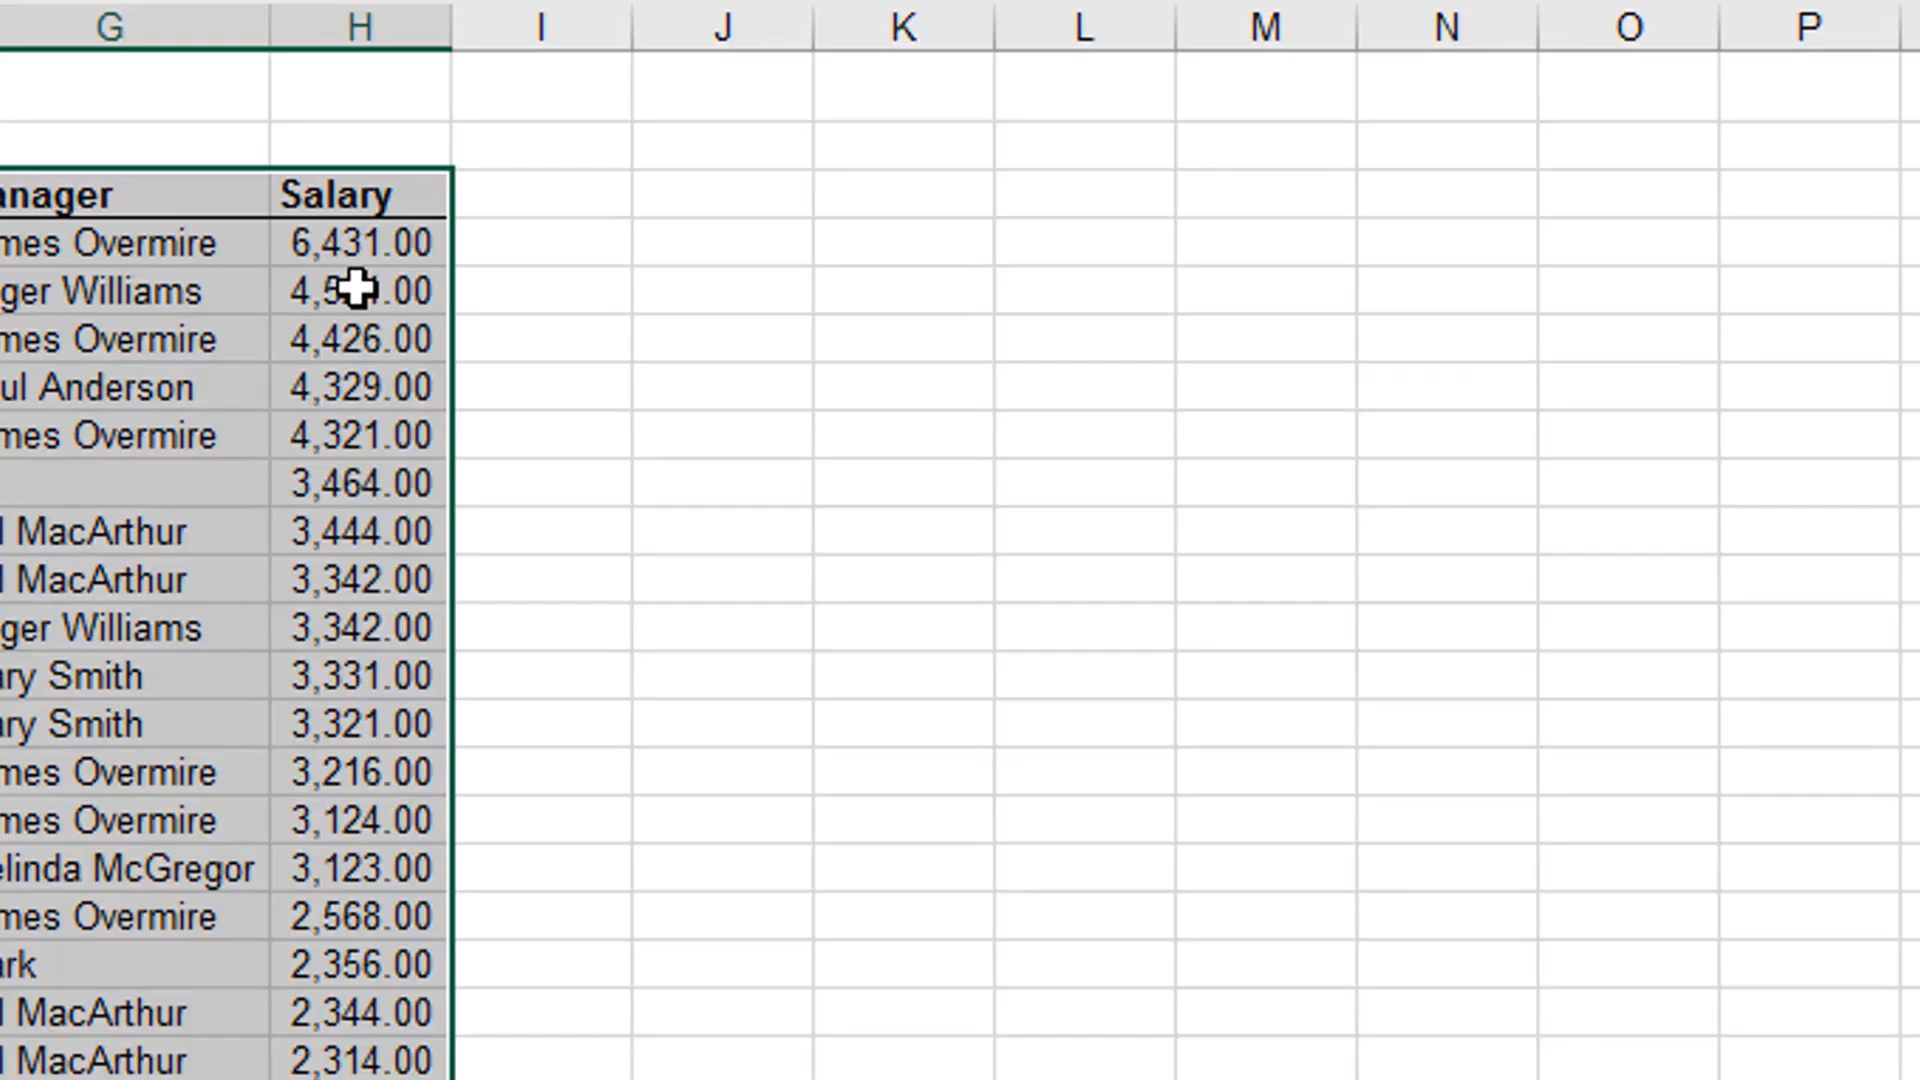 G H I J K L M N O P
anager Salary
mes Overmire 6,431.00
ger Williams
mes Overmire 4,426.00
ul Anderson 4,329.00
mes Overmire 4,321.00
3,464.00
l MacArthur 3,444.00
l MacArthur 3,342.00
ger Williams 3,342.00
ary Smith 3,331.00
ary Smith 3,321.00
mes Overmire 3,216.00
mes Overmire 3,124.00
elinda McGregor 3,123.00
mes Overmire 2,568.00
ark 2,356.00
l MacArthur 2,344.00
l MacArthur 2,314.00